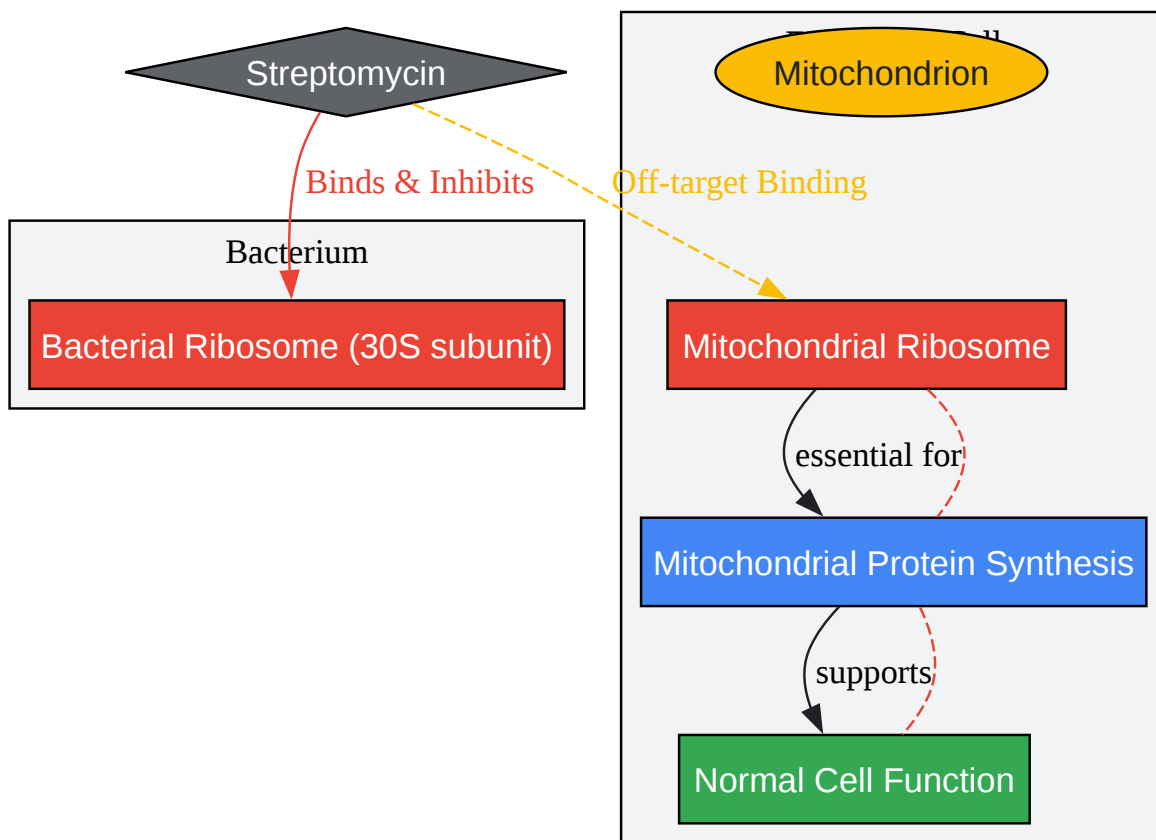 Streptomycin
Mitochondrion
Binds & Inhibits
Off-target Binding
Bacterium
Bacterial Ribosome (30S subunit)
Mitochondrial Ribosome
essential for
Mitochondrial Protein Synthesis
supports
Normal Cell Function